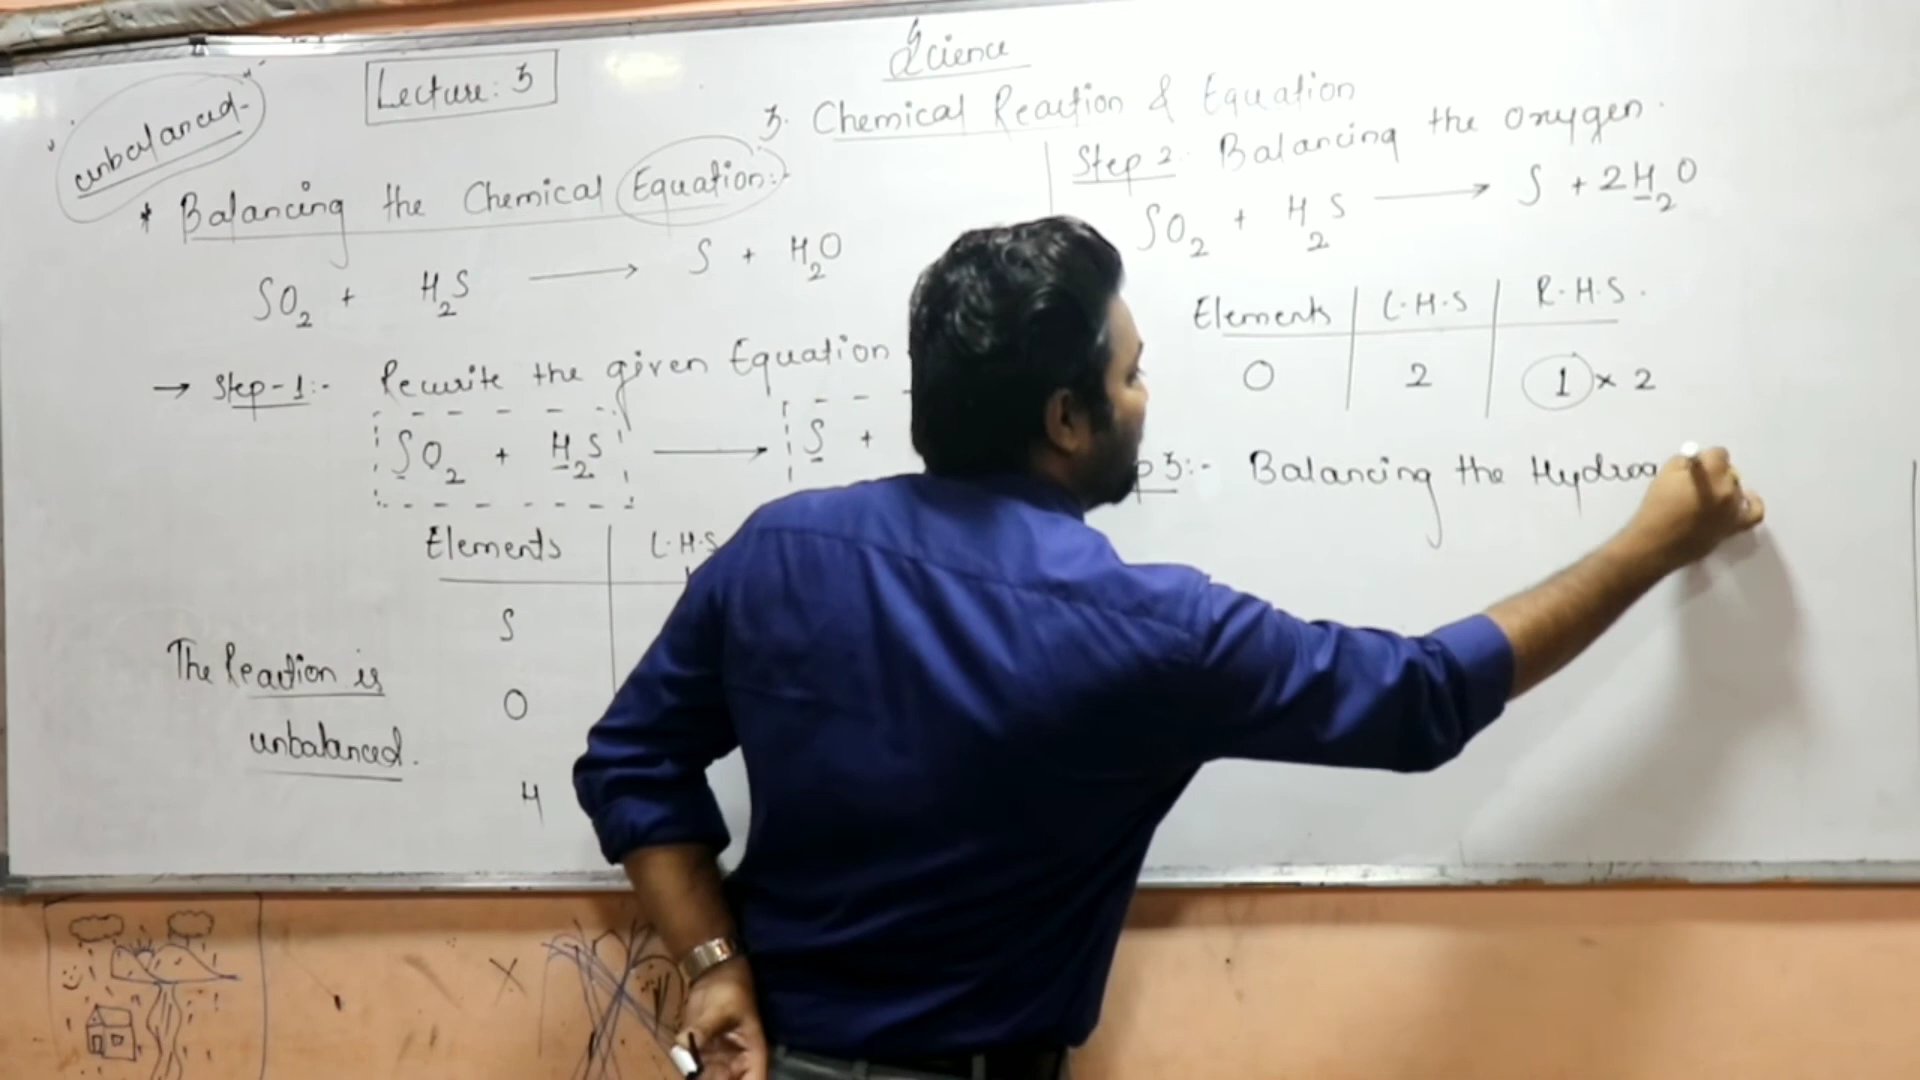 Science
Lecture: 3
3. Chemical Reaction & Equation
unbalanced.
* Balancing the Chemical Equation:-
SO₂ + H₂S ⟶ S + H₂O
→ Step-1:- Rewrite the given Equation
SO₂ + H₂S ⟶ S +
Elements L.H.S
S
O
H
The Reaction is
unbalanced.
Step 2. Balancing the Oxygen.
SO₂ + H₂S ⟶ S + 2H₂O
Elements L.H.S R.H.S.
O 2 1 × 2
p 3:- Balancing the Hydrog